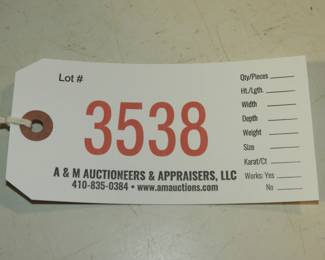 Lot #
3538
A & M AUCTIONEERS & APPRAISERS, LLC
410-835-0384 • www.amauctions.com
Qty/Pieces
Ht./Lgth.
Width
Depth
Weight
Size
Karat/Ct
Works: Yes
No